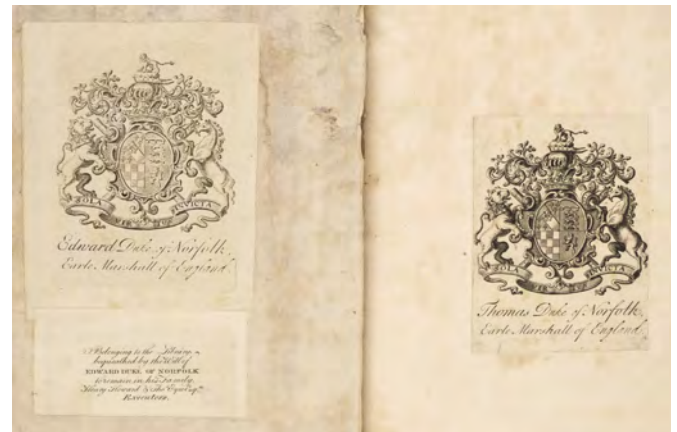 SOLA VIRTUS INVICTA
Edward Duke of Norfolk
Earle Marshall of England
Belonging to the Library
bequeathed by the Will of
EDWARD DUKE OF NORFOLK
to remain in his Family.
Henry Howard &
Executors.
SOLA VIRTUS INVICTA
Thomas Duke of Norfolk,
Earle Marshall of England